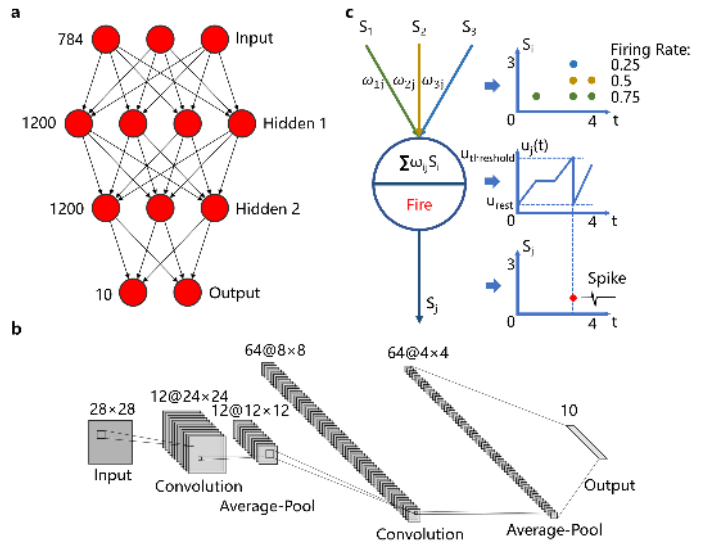 a
784
Input
1200
Hidden 1
1200
Hidden 2
10
Output
c
S1 S2 S3
ω1j ω2j ω3j
∑ωijSi
Fire
Sj
Si
3
0 4 t
Firing Rate:
0.25
0.5
0.75
uj(t)
uthreshold
urest
0 4 t
Sj
3
Spike
0 4 t
b
28×28
Input
12@24×24
Convolution
12@12×12
Average-Pool
64@8×8
Convolution
64@4×4
Average-Pool
10
Output